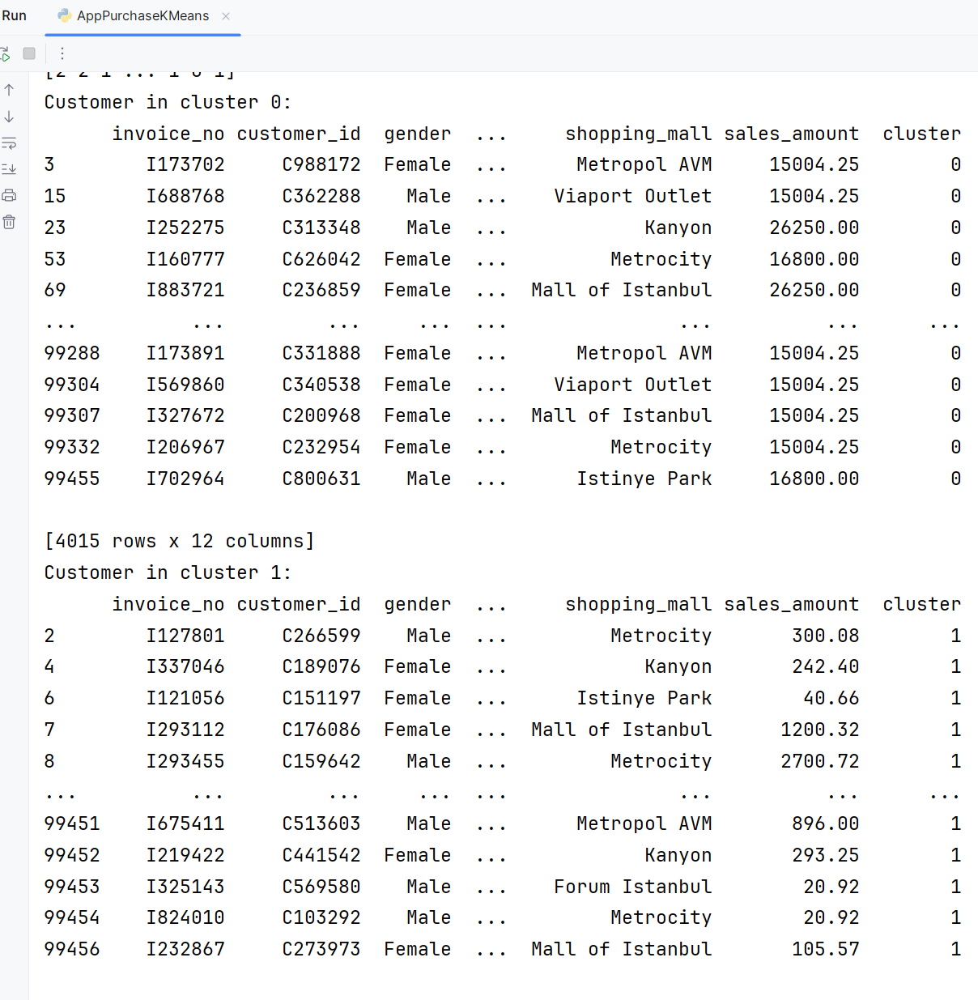 Run AppPurchaseKMeans
[2 2 1 ... 1 0 1]
Customer in cluster 0:
invoice_no customer_id gender ... shopping_mall sales_amount cluster
3 I173702 C988172 Female ... Metropol AVM 15004.25 0
15 I688768 C362288 Male ... Viaport Outlet 15004.25 0
23 I252275 C313348 Male ... Kanyon 26250.00 0
53 I160777 C626042 Female ... Metrocity 16800.00 0
69 I883721 C236859 Female ... Mall of Istanbul 26250.00 0
... ... ... ... ... ... ... ...
99288 I173891 C331888 Female ... Metropol AVM 15004.25 0
99304 I569860 C340538 Female ... Viaport Outlet 15004.25 0
99307 I327672 C200968 Female ... Mall of Istanbul 15004.25 0
99332 I206967 C232954 Female ... Metrocity 15004.25 0
99455 I702964 C800631 Male ... Istinye Park 16800.00 0
[4015 rows x 12 columns]
Customer in cluster 1:
invoice_no customer_id gender ... shopping_mall sales_amount cluster
2 I127801 C266599 Male ... Metrocity 300.08 1
4 I337046 C189076 Female ... Kanyon 242.40 1
6 I121056 C151197 Female ... Istinye Park 40.66 1
7 I293112 C176086 Female ... Mall of Istanbul 1200.32 1
8 I293455 C159642 Male ... Metrocity 2700.72 1
... ... ... ... ... ... ... ...
99451 I675411 C513603 Male ... Metropol AVM 896.00 1
99452 I219422 C441542 Female ... Kanyon 293.25 1
99453 I325143 C569580 Male ... Forum Istanbul 20.92 1
99454 I824010 C103292 Male ... Metrocity 20.92 1
99456 I232867 C273973 Female ... Mall of Istanbul 105.57 1